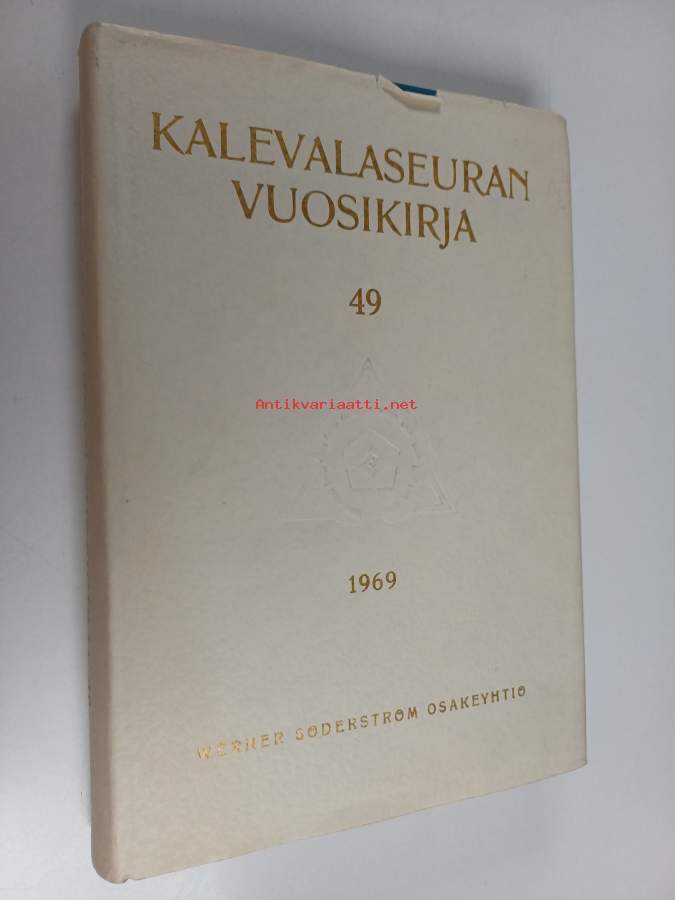 KALEVALASEURAN
VUOSIKIRJA
49
Antikvariaatti.net
1969
WERNER SÖDERSTRÖM OSAKEYHTIÖ